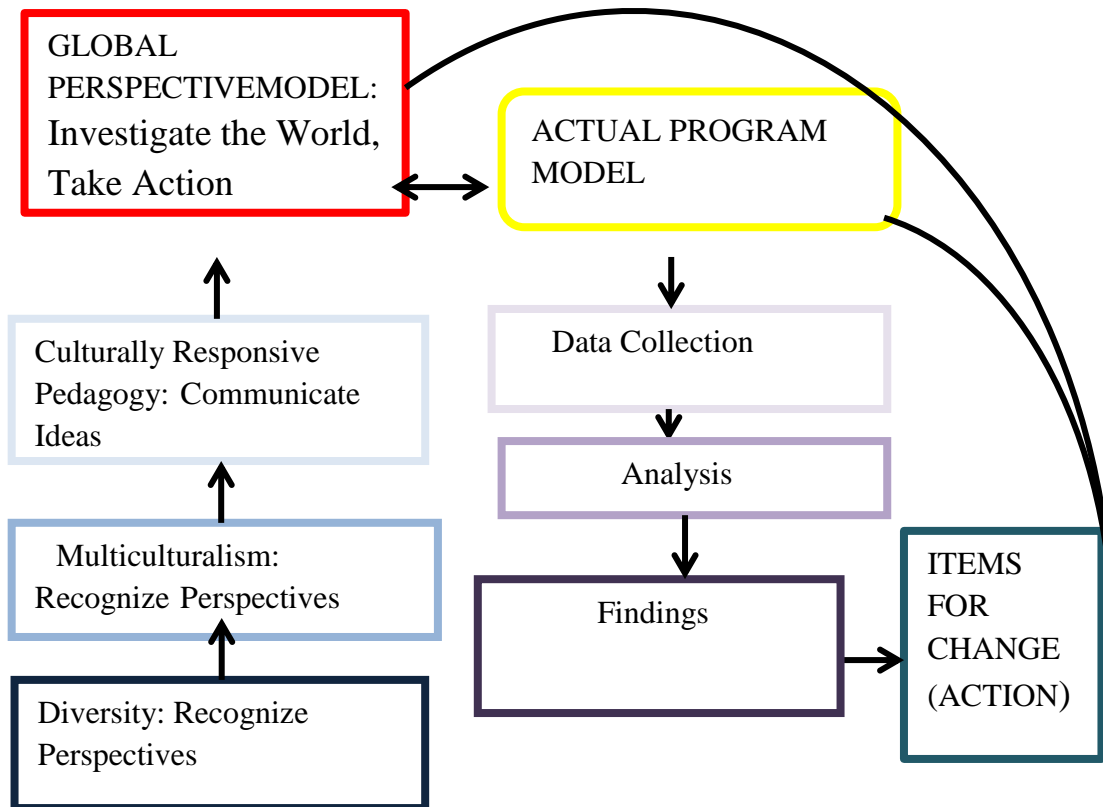 GLOBAL
PERSPECTIVEMODEL:
Investigate the World,
Take Action
ACTUAL PROGRAM
MODEL
Culturally Responsive
Pedagogy: Communicate
Ideas
Data Collection
Analysis
Multiculturalism:
Recognize Perspectives
Findings
ITEMS
FOR
CHANGE
(ACTION)
Diversity: Recognize
Perspectives